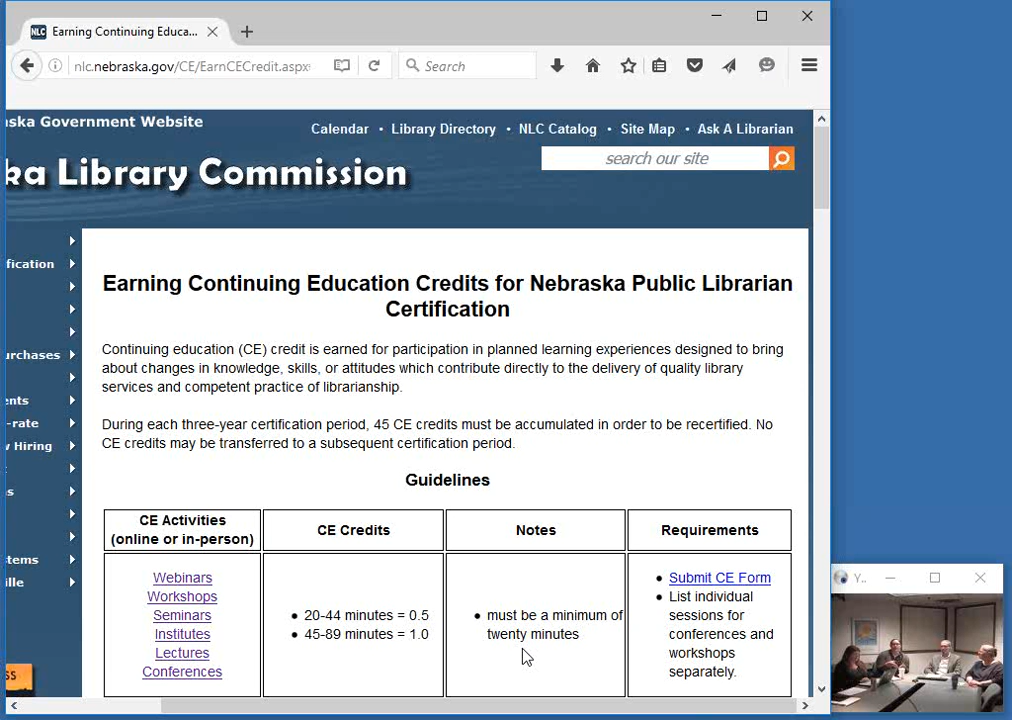 NLC Earning Continuing Educa...
nlc.nebraska.gov/CE/EarnCECredit.aspx
Search
aska Government Website
Calendar • Library Directory • NLC Catalog • Site Map • Ask A Librarian
ka Library Commission
search our site
fication
urchases
ents
-rate
w Hiring
s
stems
ille
SS
Earning Continuing Education Credits for Nebraska Public Librarian
Certification
Continuing education (CE) credit is earned for participation in planned learning experiences designed to bring
about changes in knowledge, skills, or attitudes which contribute directly to the delivery of quality library
services and competent practice of librarianship.
During each three-year certification period, 45 CE credits must be accumulated in order to be recertified. No
CE credits may be transferred to a subsequent certification period.
Guidelines
CE Activities
(online or in-person)
CE Credits
Notes
Requirements
Webinars
Workshops
Seminars
Institutes
Lectures
Conferences
• 20-44 minutes = 0.5
• 45-89 minutes = 1.0
• must be a minimum of
twenty minutes
• Submit CE Form
• List individual
sessions for
conferences and
workshops
separately.
Y..